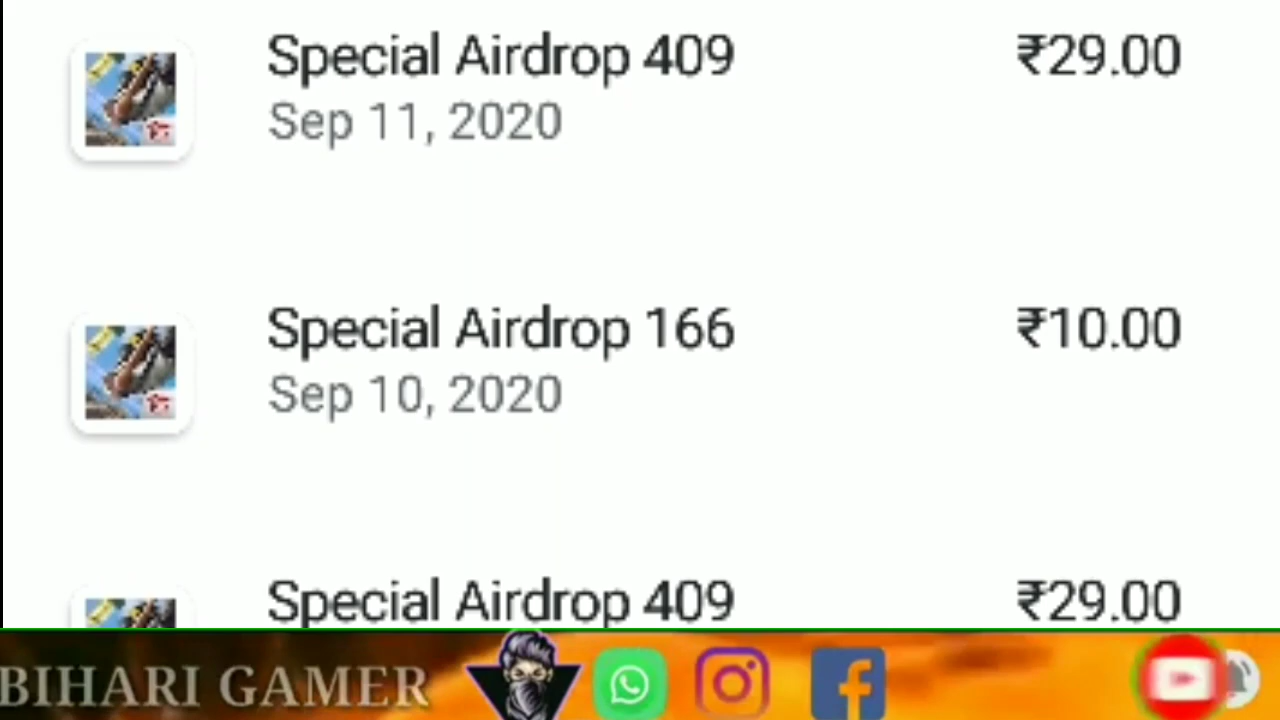 Special Airdrop 409
₹29.00
Sep 11, 2020
Special Airdrop 166
₹10.00
Sep 10, 2020
Special Airdrop 409
₹29.00
BIHARI GAMER